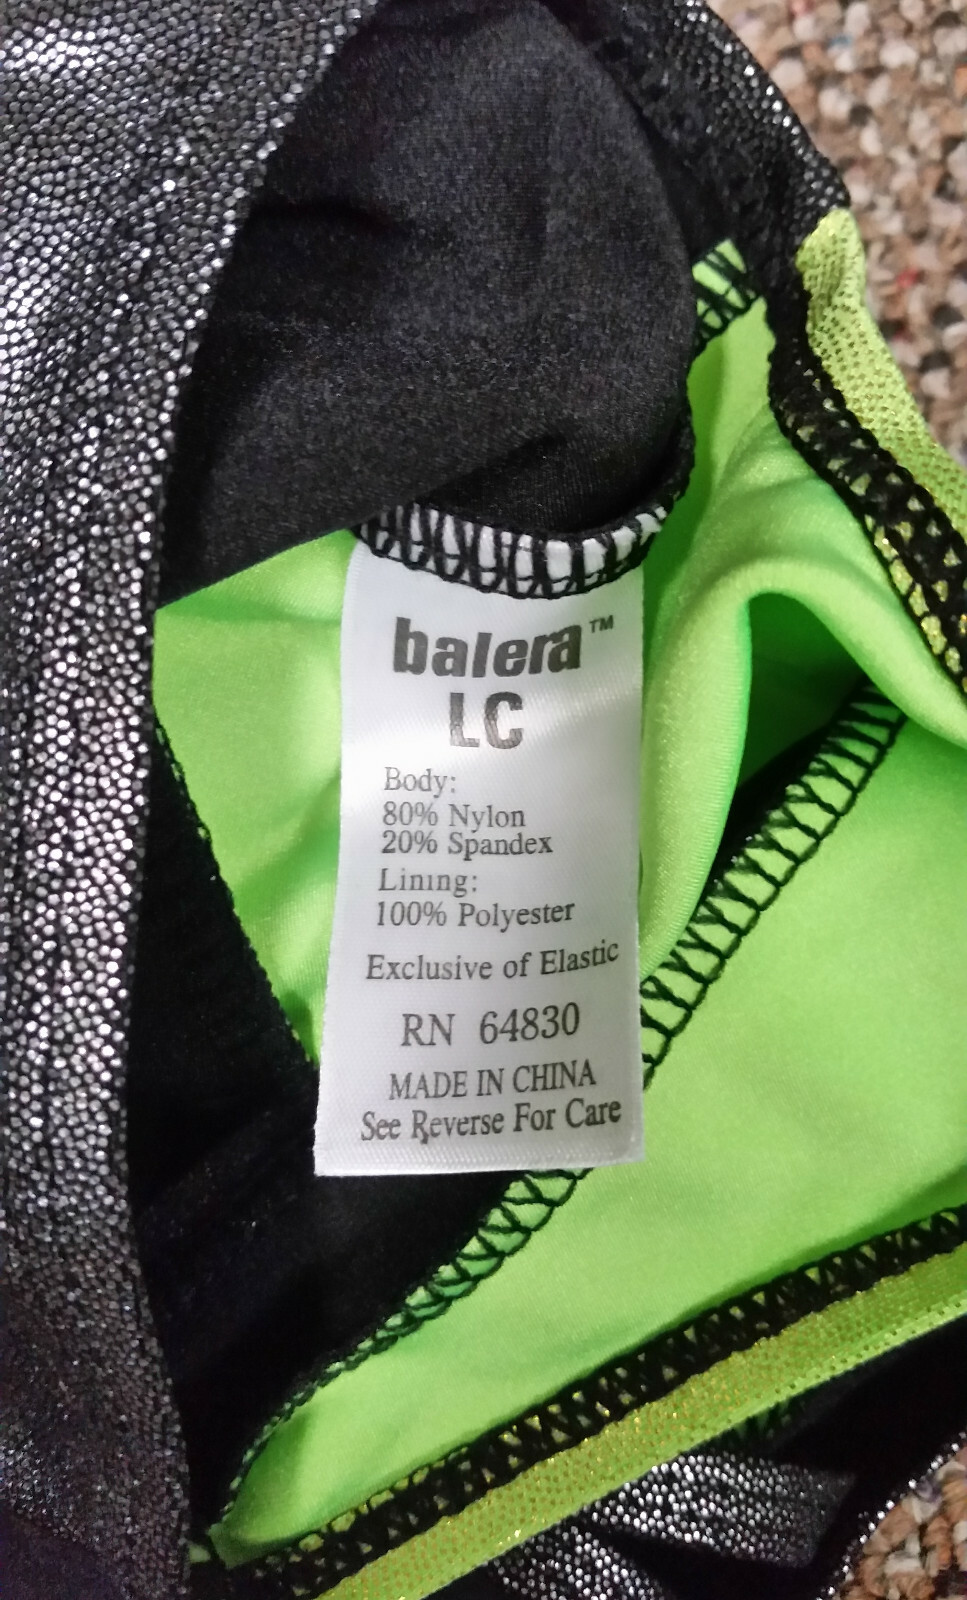 balera™
LC
Body:
80% Nylon
20% Spandex
Lining:
100% Polyester
Exclusive of Elastic
RN 64830
MADE IN CHINA
See Reverse For Care